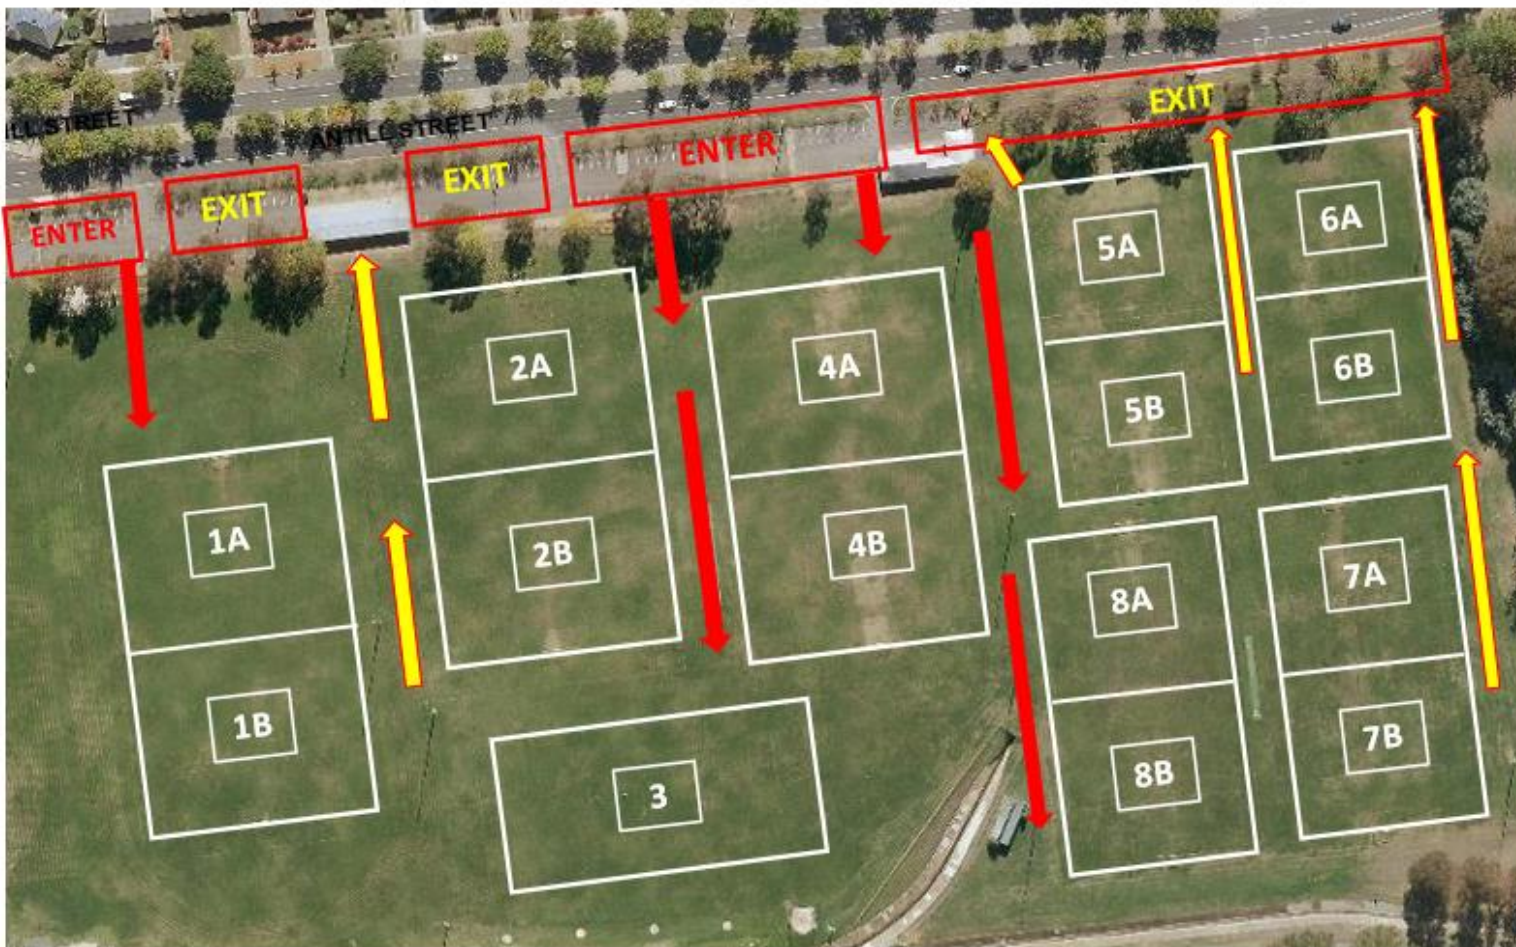 ILL STREET
ANTILL STREET
ENTER
EXIT
EXIT
ENTER
EXIT
1A
1B
2A
2B
3
4A
4B
5A
5B
6A
6B
8A
8B
7A
7B